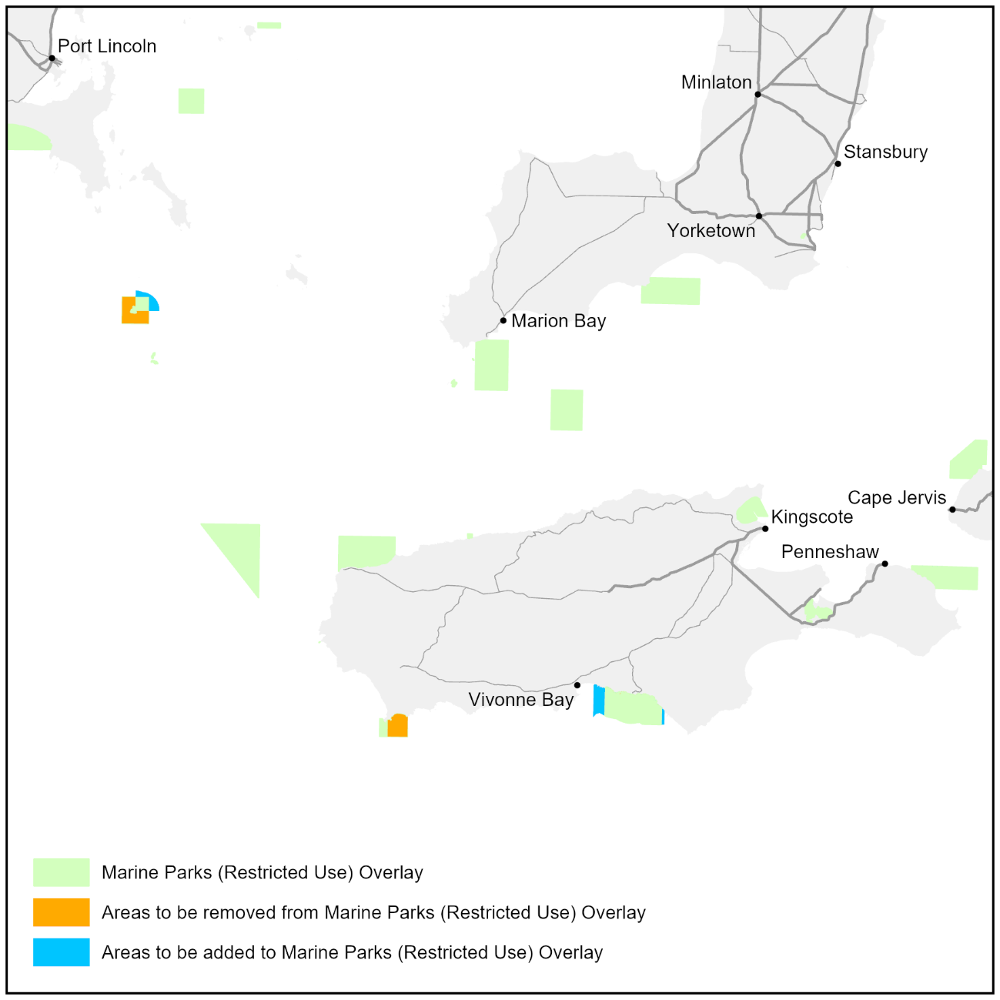 Port Lincoln
Minlaton
Stansbury
Yorketown
Marion Bay
Cape Jervis
Kingscote
Penneshaw
Vivonne Bay
Marine Parks (Restricted Use) Overlay
Areas to be removed from Marine Parks (Restricted Use) Overlay
Areas to be added to Marine Parks (Restricted Use) Overlay